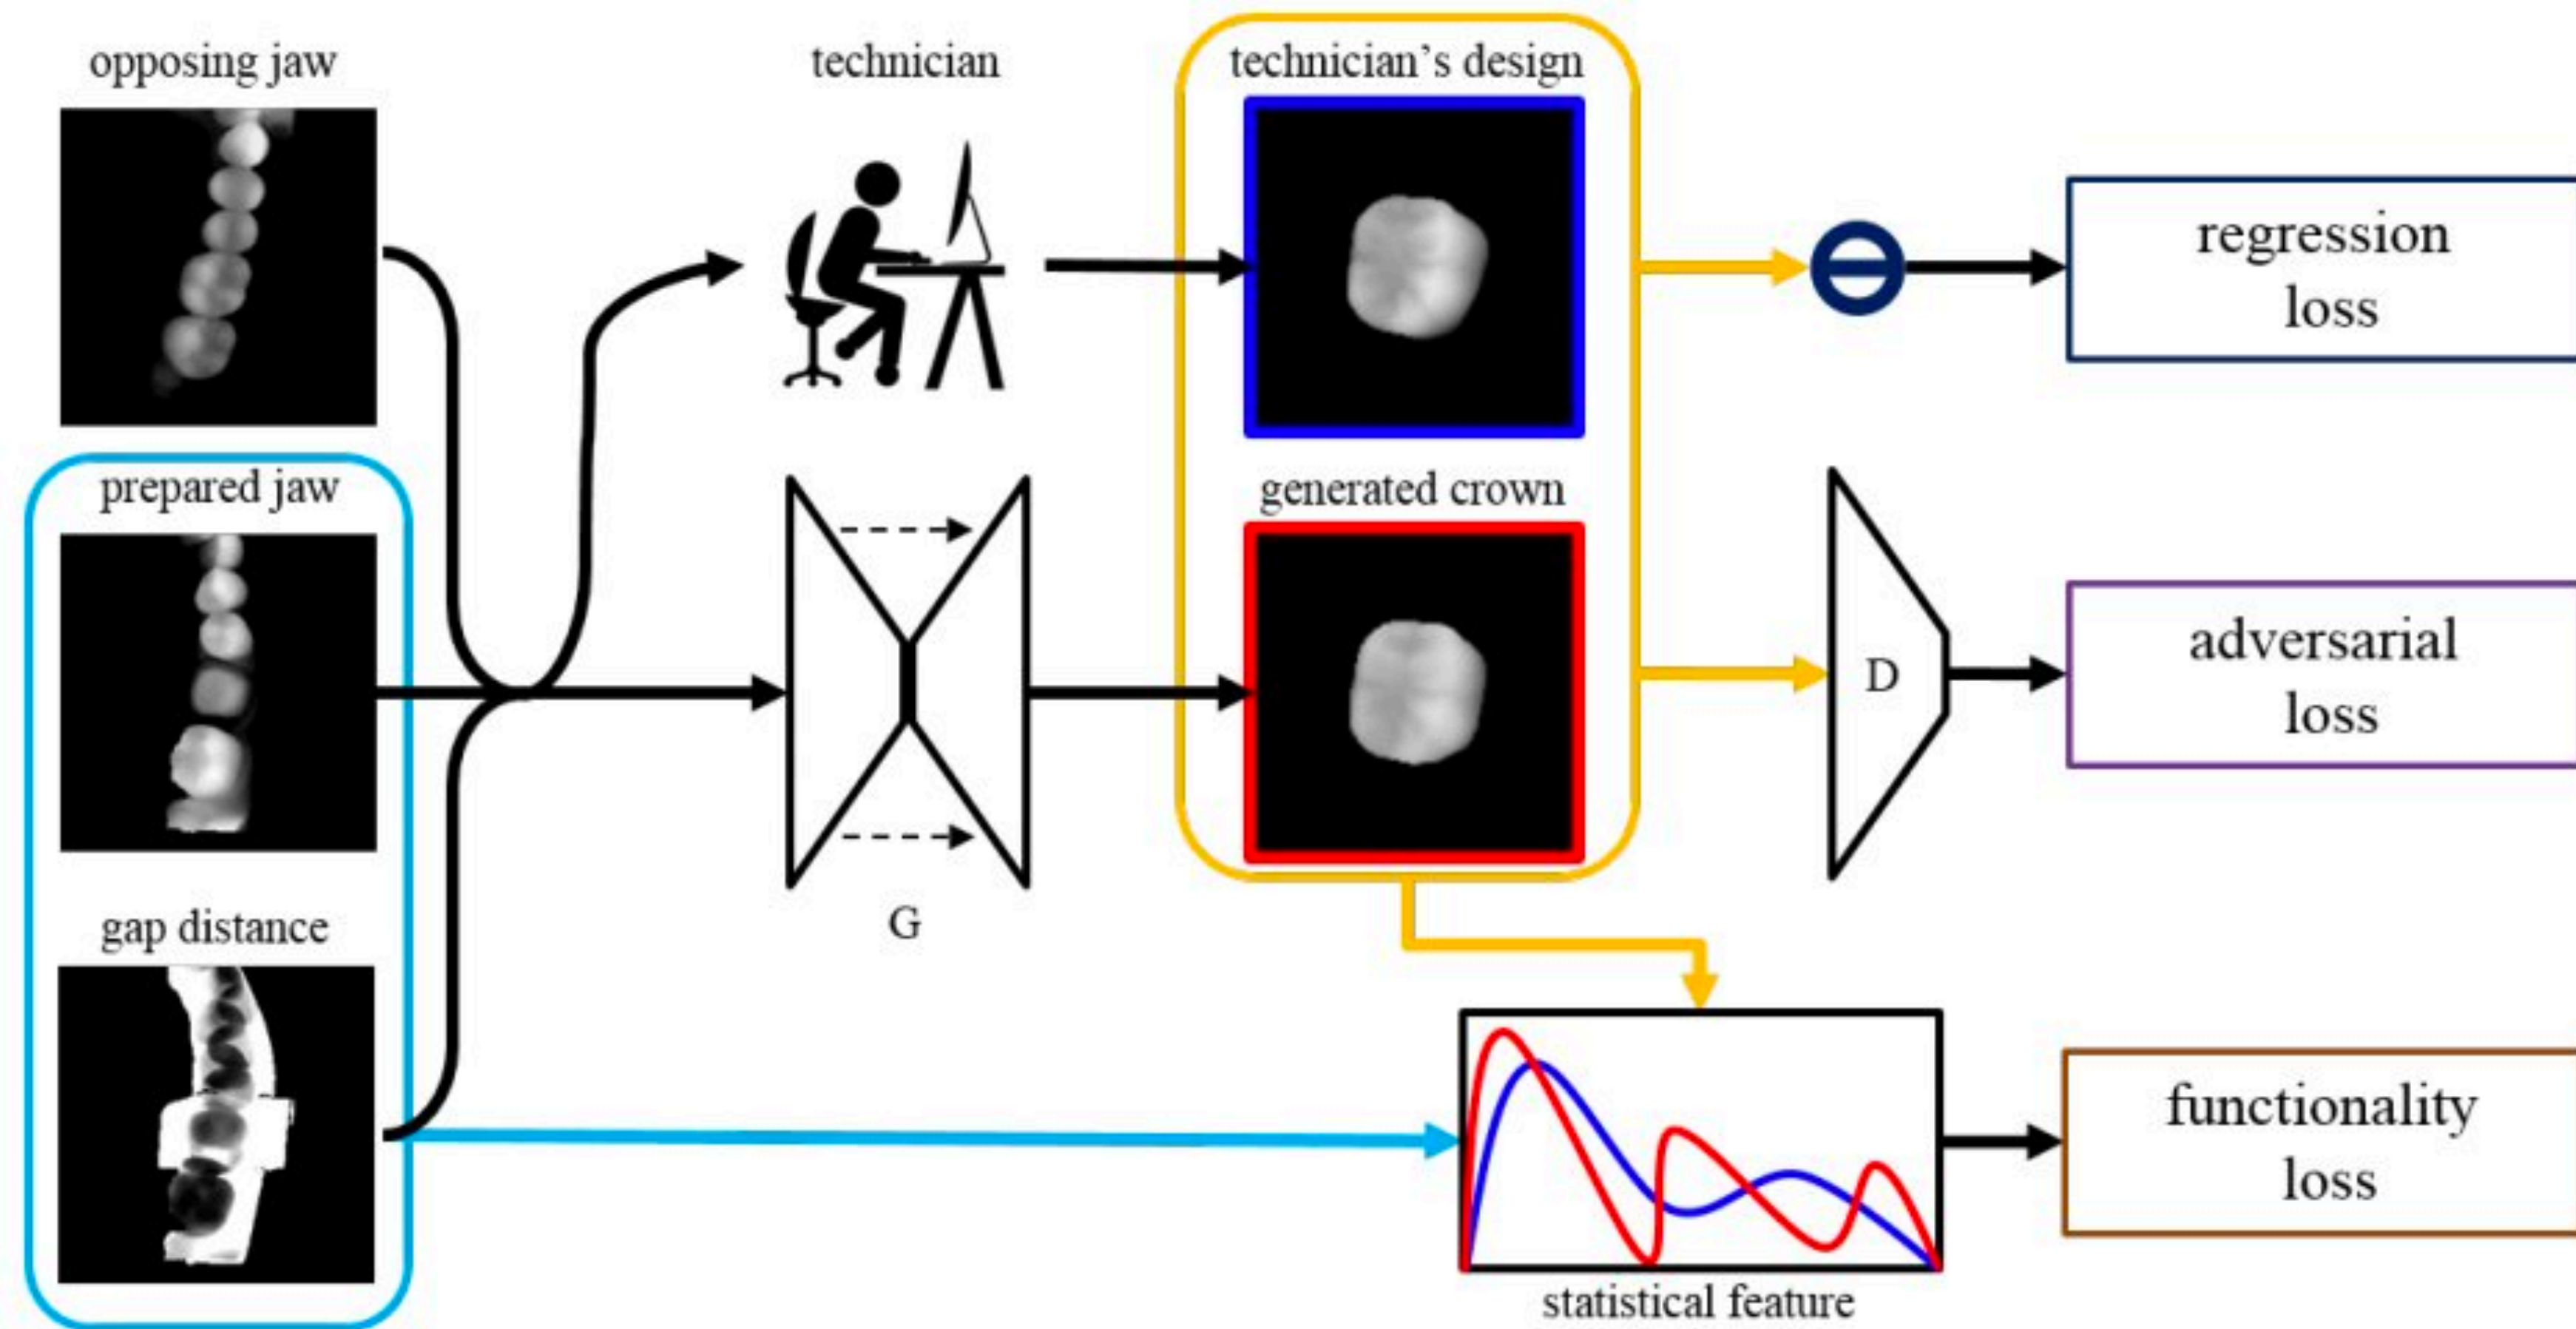 opposing jaw
technician
technician's design
regression
loss
prepared jaw
generated crown
adversarial
loss
D
gap distance
G
functionality
loss
statistical feature